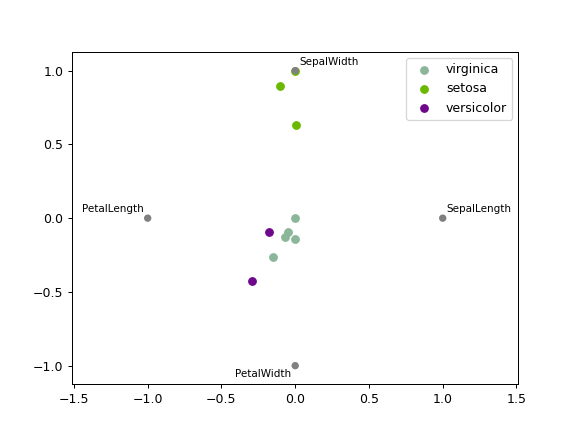 SepalWidth
virginica
setosa
versicolor
PetalLength
SepalLength
PetalWidth
1.0
0.5
0.0
−0.5
−1.0
−1.5
−1.0
−0.5
0.0
0.5
1.0
1.5